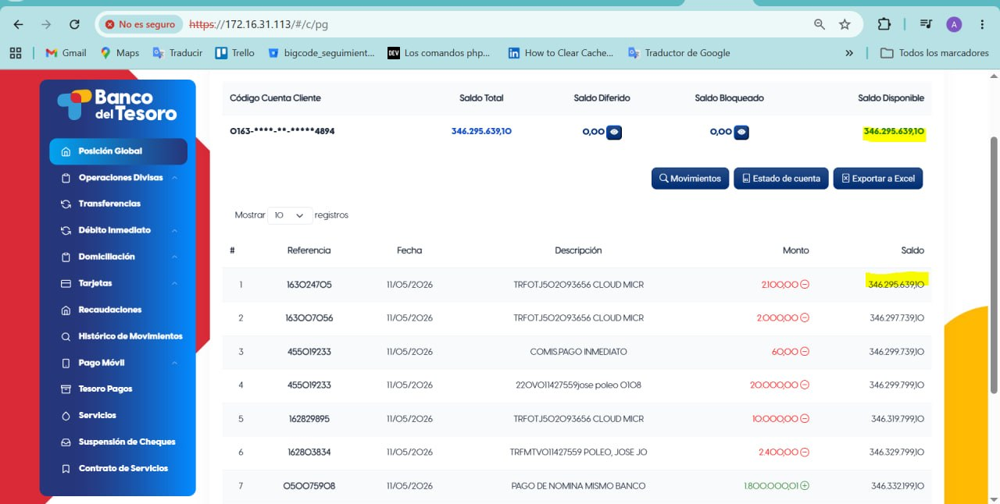 No es seguro https://172.16.31.113/#/c/pg A
Gmail Maps Traducir Trello bigcode_seguimient... DEV Los comandos php... in How to Clear Cache... Traductor de Google » Todos los marcadores
Banco
del Tesoro
Posición Global
Operaciones Divisas
Transferencias
Débito Inmediato
Domiciliación
Tarjetas
Recaudaciones
Histórico de Movimientos
Pago Móvil
Tesoro Pagos
Servicios
Suspensión de Cheques
Contrato de Servicios
Código Cuenta Cliente Saldo Total Saldo Diferido Saldo Bloqueado Saldo Disponible
0163-****-**-*****4894 346.295.639,10 0,00 0,00 346.295.639,10
Movimientos Estado de cuenta Exportar a Excel
Mostrar 10 registros
# Referencia Fecha Descripción Monto Saldo
1 163024705 11/05/2026 TRFOTJ502093656 CLOUD MICR 2.100,00 346.295.639,10
2 163007056 11/05/2026 TRFOTJ502093656 CLOUD MICR 2.000,00 346.297.739,10
3 455019233 11/05/2026 COMIS.PAGO INMEDIATO 60,00 346.299.739,10
4 455019233 11/05/2026 220V011427559jose poleo 0108 20.000,00 346.299.799,10
5 162829895 11/05/2026 TRFOTJ502093656 CLOUD MICR 10.000,00 346.319.799,10
6 162803834 11/05/2026 TRFMTV011427559 POLEO, JOSE JO 2.400,00 346.329.799,10
7 050075908 11/05/2026 PAGO DE NOMINA MISMO BANCO 1.800.000,01 346.332.199,10